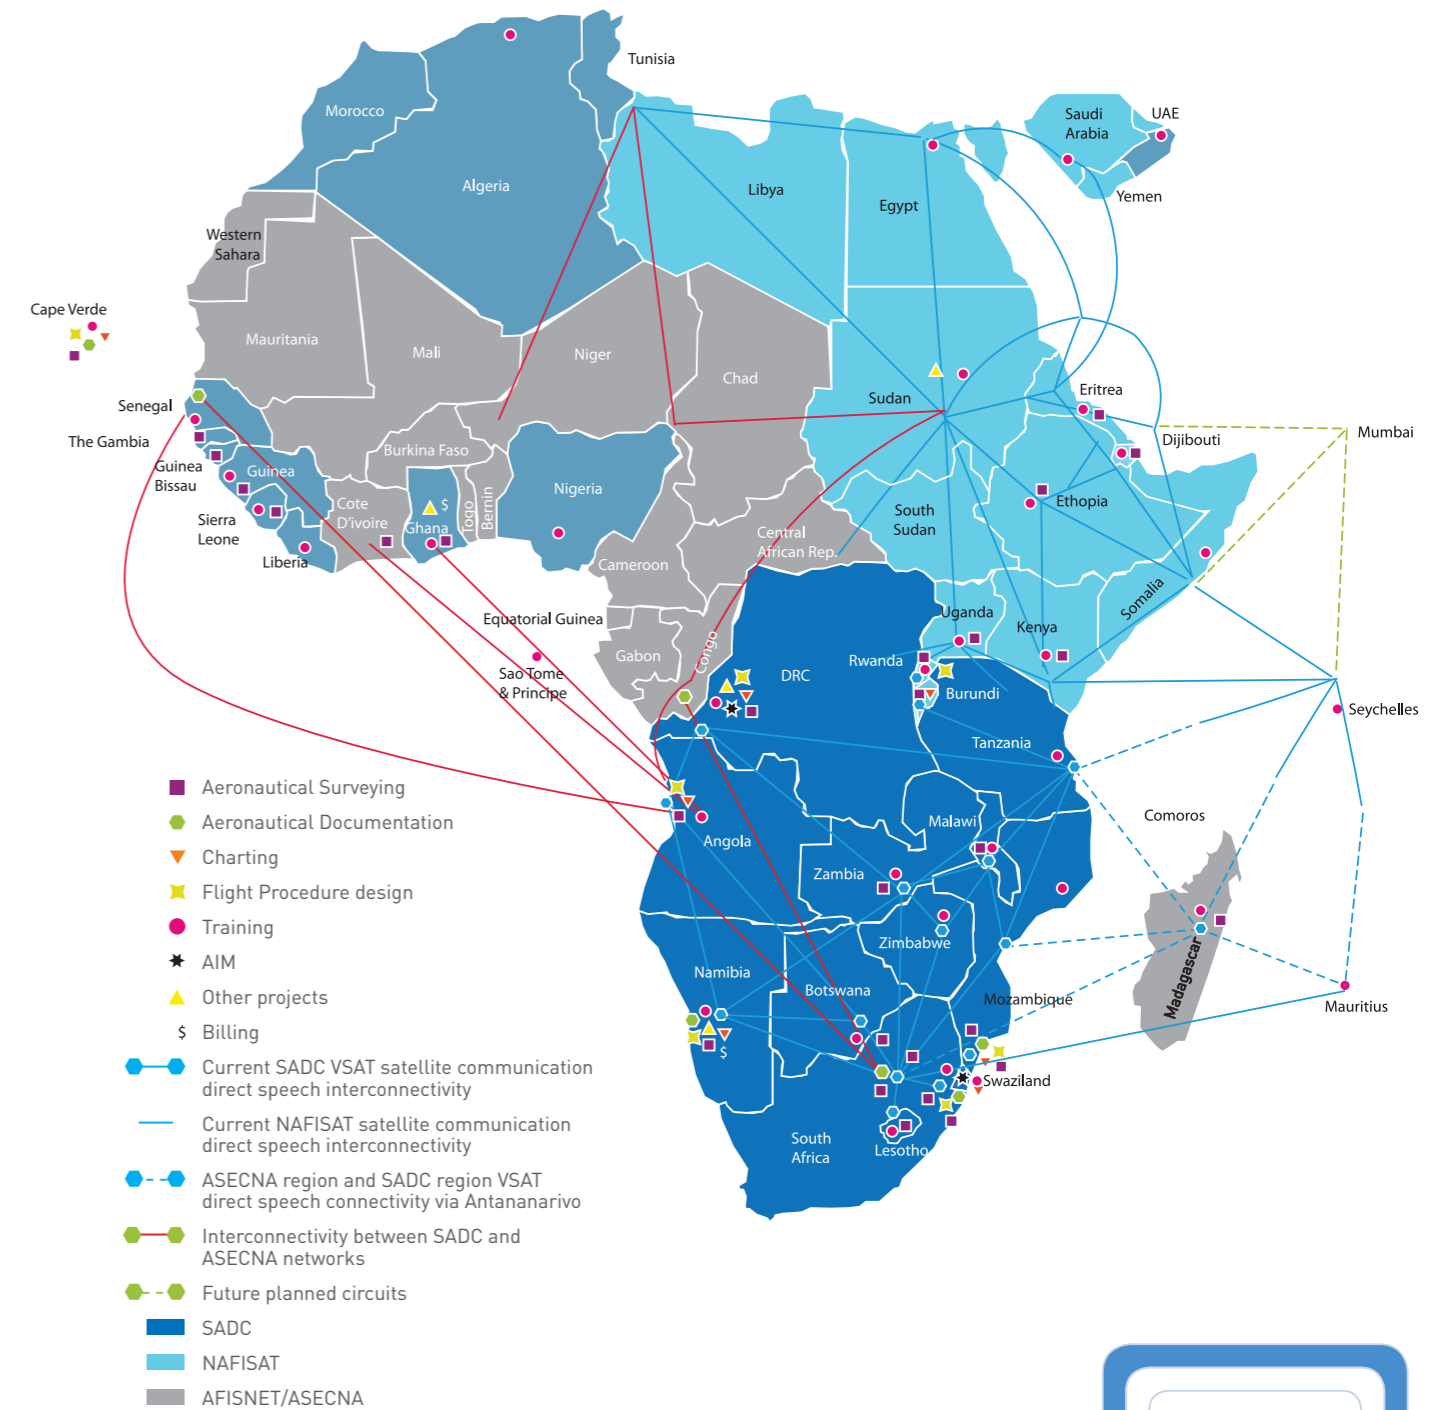 Tunisia
Saudi
Arabia
UAE
Morocco
Algeria
Libya
Egypt
Yemen
Western
Sahara
Cape Verde
Mauritania
Mali
Niger
Chad
Sudan
Eritrea
Senegal
The Gambia
Dijibouti
Mumbai
Burkina Faso
Guinea
Bissau
Guinea
Nigeria
Cote
D'ivoire
Ghana
$
Togo
Bernin
Ethopia
South
Sudan
Sierra
Leone
Liberia
Central
African Rep.
Cameroon
Somalia
Equatorial Guinea
Uganda
Kenya
Gabon
Congo
Sao Tome
& Principe
DRC
Rwanda
Burundi
Seychelles
Tanzania
Aeronautical Surveying
Aeronautical Documentation
Charting
Flight Procedure design
Training
AIM
Other projects
$ Billing
Current SADC VSAT satellite communication
direct speech interconnectivity
Current NAFISAT satellite communication
direct speech interconnectivity
ASECNA region and SADC region VSAT
direct speech connectivity via Antananarivo
Interconnectivity between SADC and
ASECNA networks
Future planned circuits
SADC
NAFISAT
AFISNET/ASECNA
Angola
Malawi
Comoros
Zambia
Zimbabwe
Namibia
Botswana
Mozambique
Madagascar
Mauritius
$
Swaziland
South
Africa
Lesotho